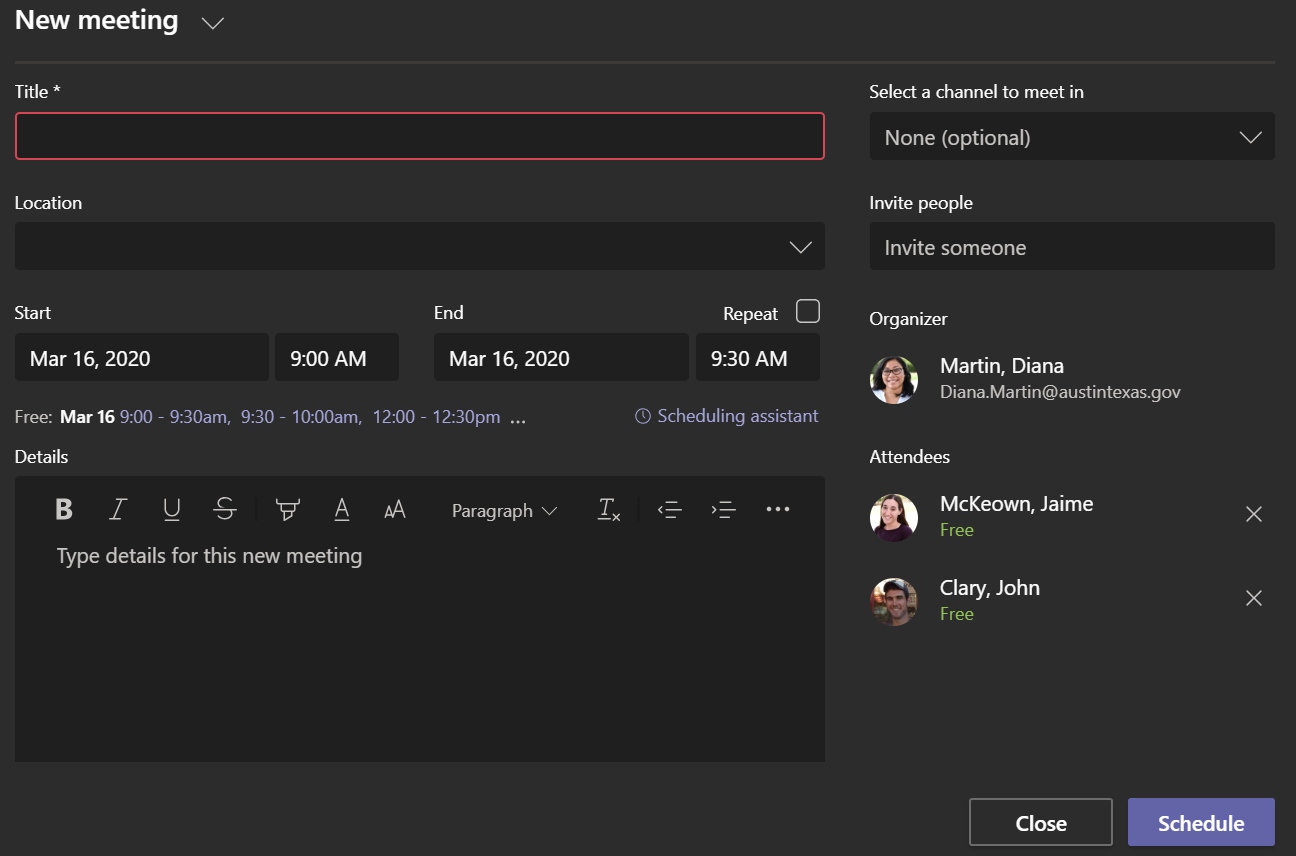 New meeting
Title *
Select a channel to meet in
None (optional)
Location
Invite people
Invite someone
Start
End
Repeat
Mar 16, 2020
9:00 AM
Mar 16, 2020
9:30 AM
Free: Mar 16 9:00 - 9:30am, 9:30 - 10:00am, 12:00 - 12:30pm ...
Scheduling assistant
Organizer
Martin, Diana
Diana.Martin@austintexas.gov
Details
B I U S A AA Paragraph Tx
Type details for this new meeting
Attendees
McKeown, Jaime
Free
Clary, John
Free
Close
Schedule